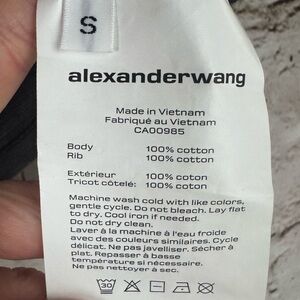 S
alexanderwang
Made in Vietnam
Fabriqué au Vietnam
CA00985
Body 100% cotton
Rib 100% cotton
Extérieur 100% coton
Tricot côtelé: 100% coton
Machine wash cold with like colors,
gentle cycle. Do not bleach. Lay flat
to dry. Cool iron if needed.
Do not dry clean.
Laver à la machine à l'eau froide
avec des couleurs similaires. Cycle
délicat. Ne pas javelliser. Sécher à
plat. Repasser à basse
température si nécessaire.
Ne pas nettoyer à sec.
30